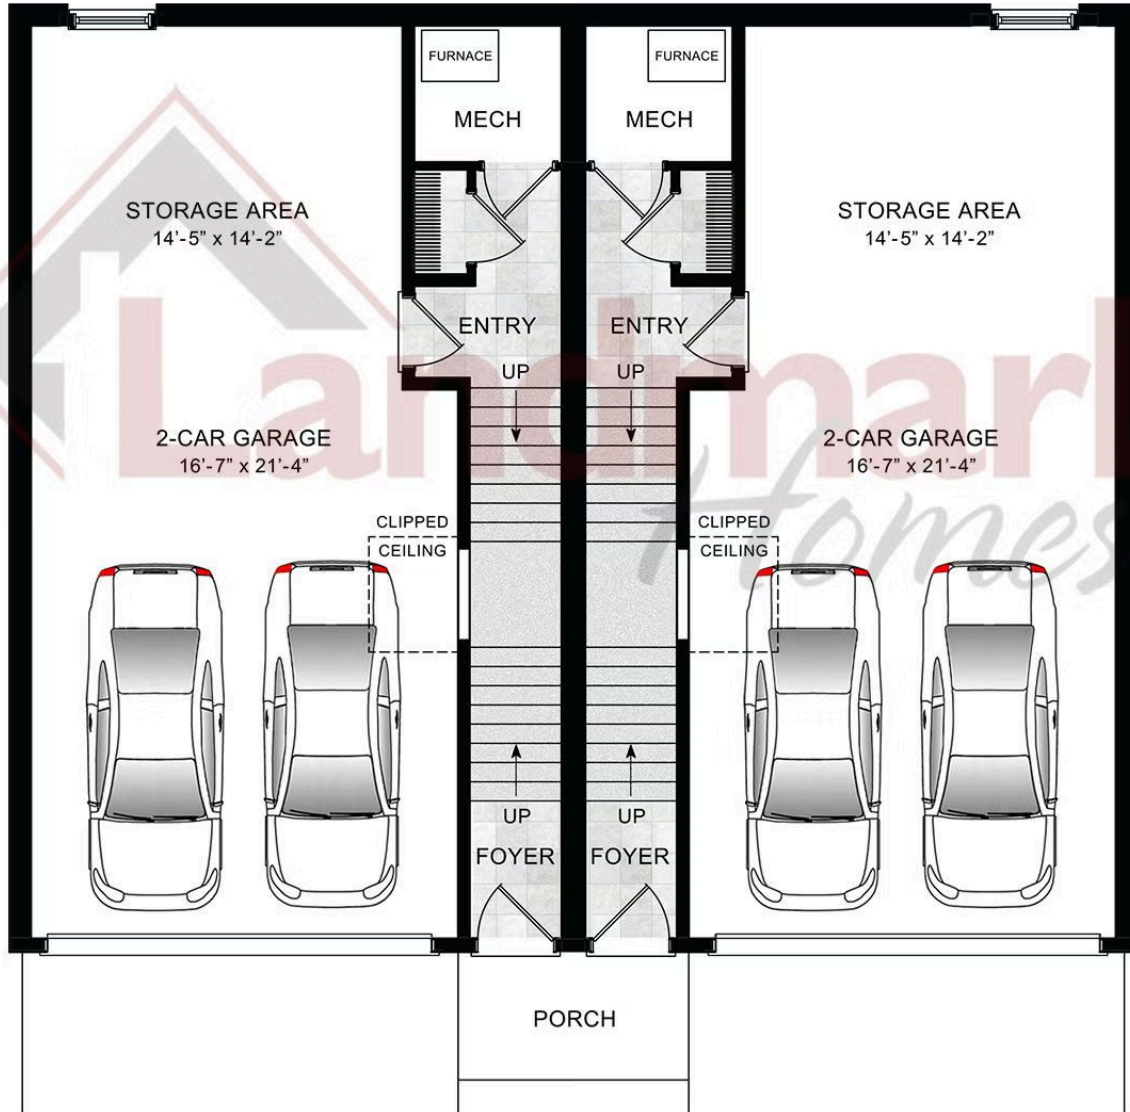 FURNACE
FURNACE
MECH
MECH
STORAGE AREA
14'-5” x 14'-2”
STORAGE AREA
14'-5” x 14'-2”
ENTRY
ENTRY
UP
UP
Landmark
Homes
2-CAR GARAGE
16'-7” x 21'-4”
2-CAR GARAGE
16'-7” x 21'-4”
CLIPPED
CEILING
CLIPPED
CEILING
UP
UP
FOYER
FOYER
PORCH